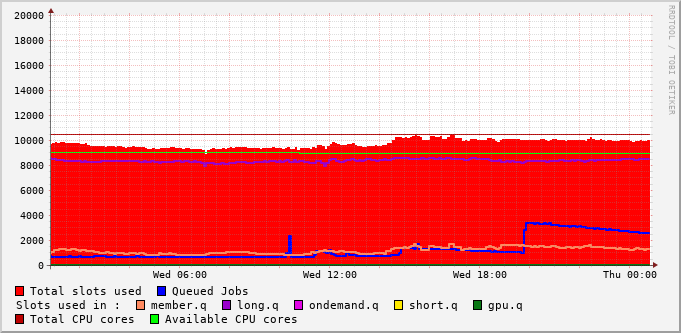 20000
18000
16000
14000
12000
10000
8000
6000
4000
2000
0
Wed 06:00 Wed 12:00 Wed 18:00 Thu 00:00
RRDTOOL / TOBI OETIKER
Total slots used Queued Jobs
Slots used in : member.q long.q ondemand.q short.q gpu.q
Total CPU cores Available CPU cores